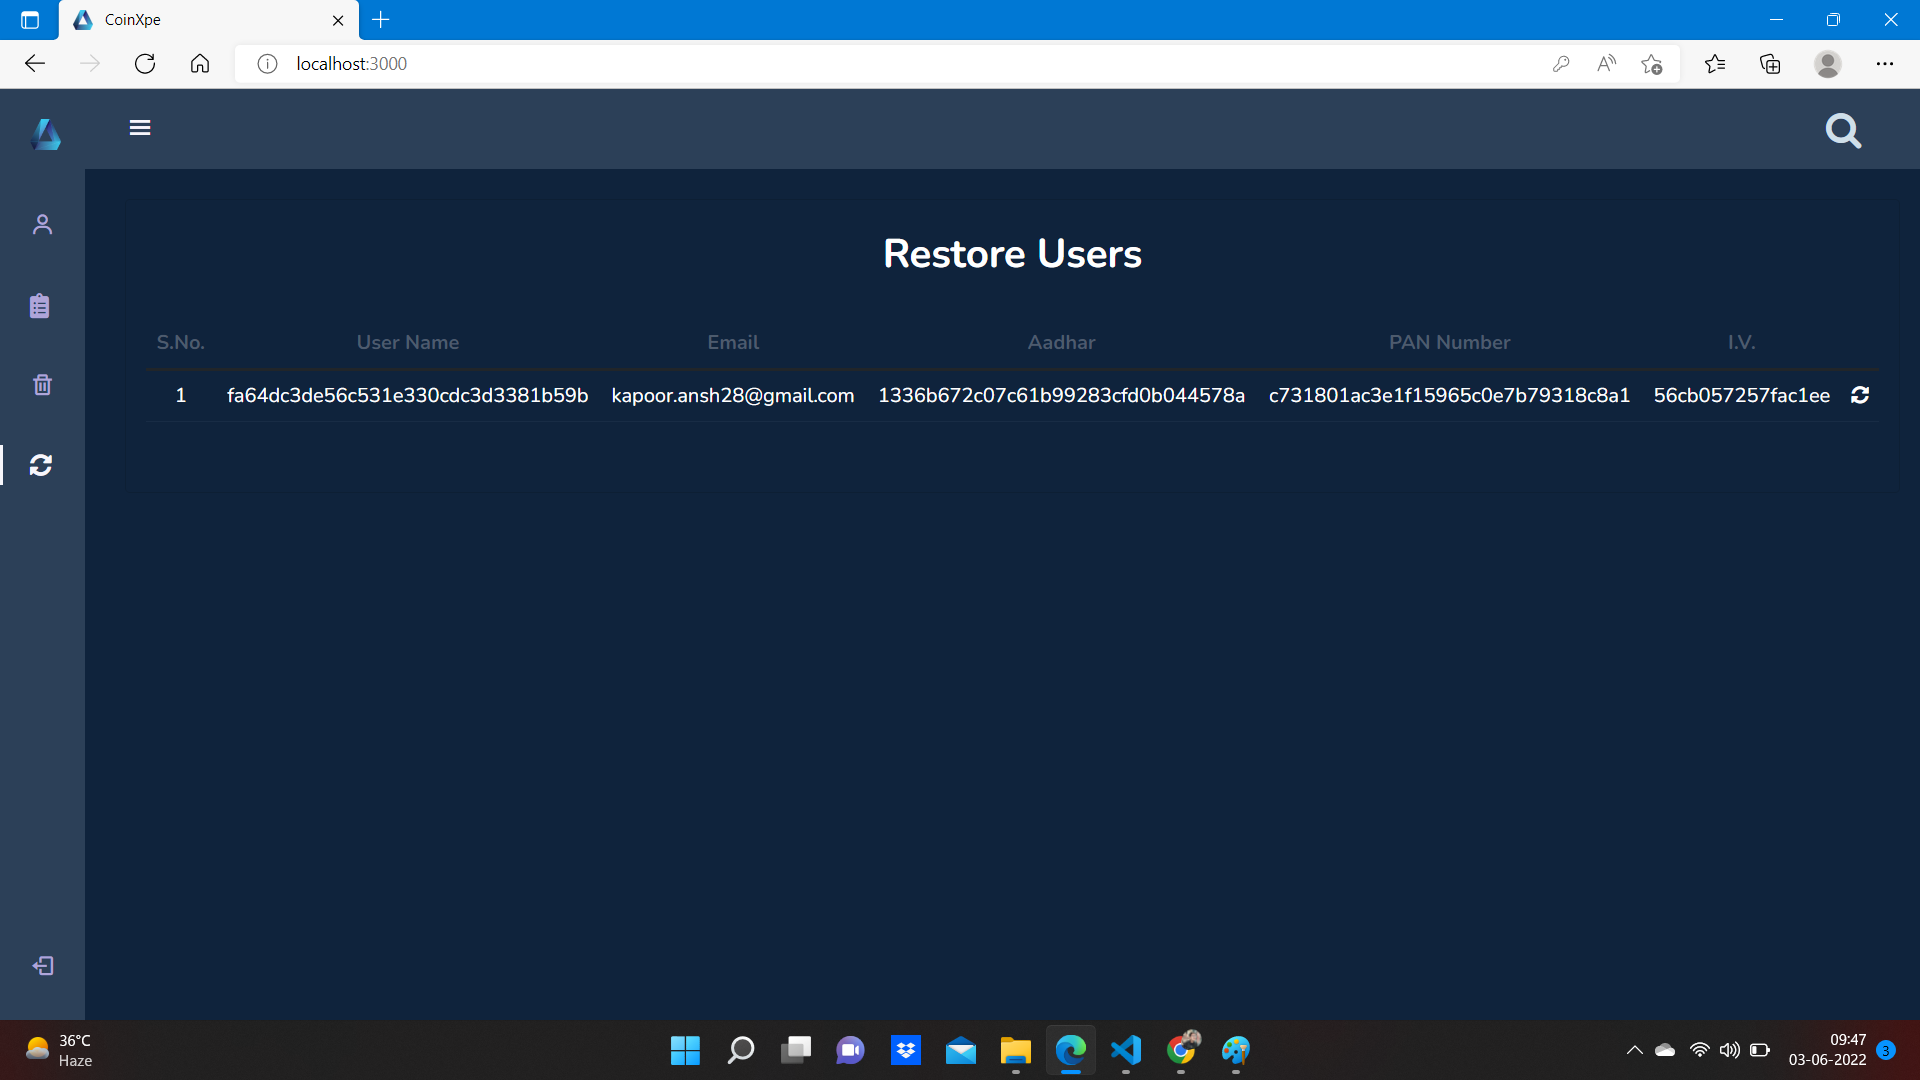 CoinXpe
localhost:3000
Restore Users
S.No. User Name Email Aadhar PAN Number I.V.
1 fa64dc3de56c531e330cdc3d3381b59b kapoor.ansh28@gmail.com 1336b672c07c61b99283cfd0b044578a c731801ac3e1f15965c0e7b79318c8a1 56cb057257fac1ee
36°C
Haze
09:47
03-06-2022
3